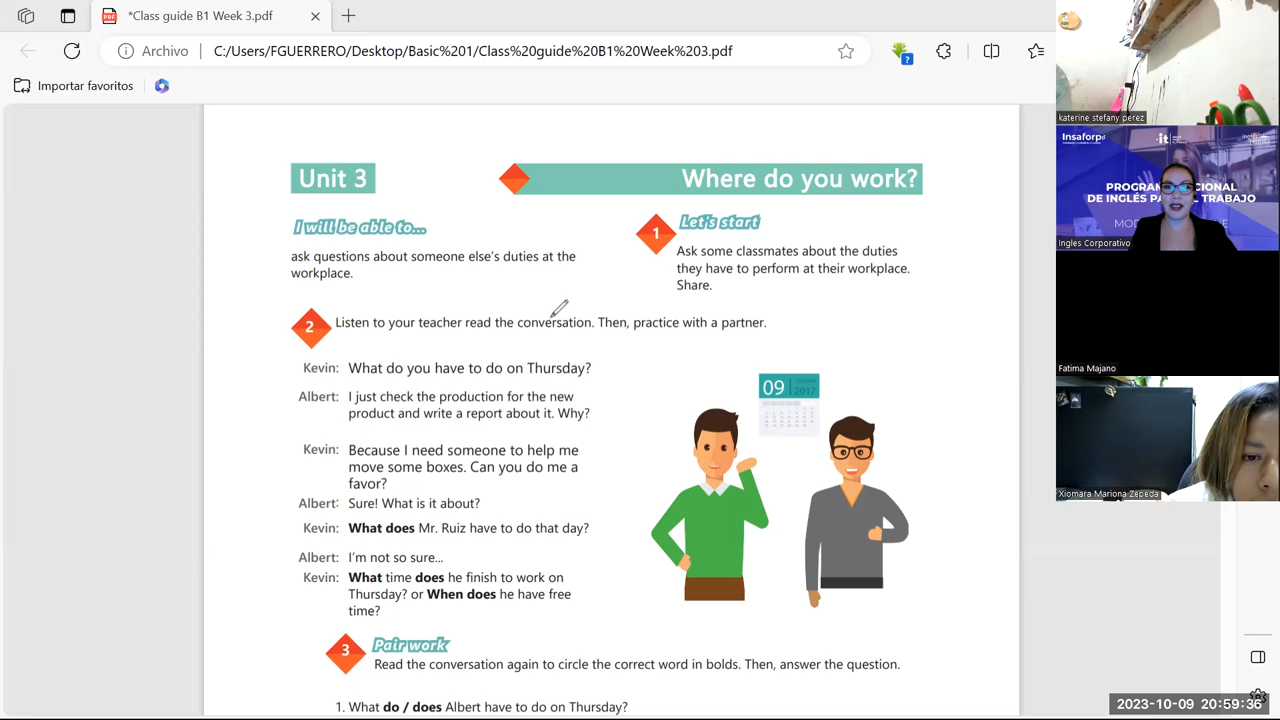 *Class guide B1 Week 3.pdf
Archivo
C:/Users/FGUERRERO/Desktop/Basic%201/Class%20guide%20B1%20Week%203.pdf
Importar favoritos
Unit 3
Where do you work?
I will be able to...
ask questions about someone else's duties at the
workplace.
1
Let's start
Ask some classmates about the duties
they have to perform at their workplace.
Share.
2
Listen to your teacher read the conversation. Then, practice with a partner.
Kevin: What do you have to do on Thursday?
Albert: I just check the production for the new
product and write a report about it. Why?
Kevin: Because I need someone to help me
move some boxes. Can you do me a
favor?
Albert: Sure! What is it about?
Kevin: What does Mr. Ruiz have to do that day?
Albert: I'm not so sure...
Kevin: What time does he finish to work on
Thursday? or When does he have free
time?
09
2017
3
Pair work
Read the conversation again to circle the correct word in bolds. Then, answer the question.
1. What do / does Albert have to do on Thursday?
katerine stefany perez
Insaforp
it
DE INGLÉS
Ingles Corporativo
Fatima Majano
Xiomara Mariona Zepeda
2023-10-09 20:59:36